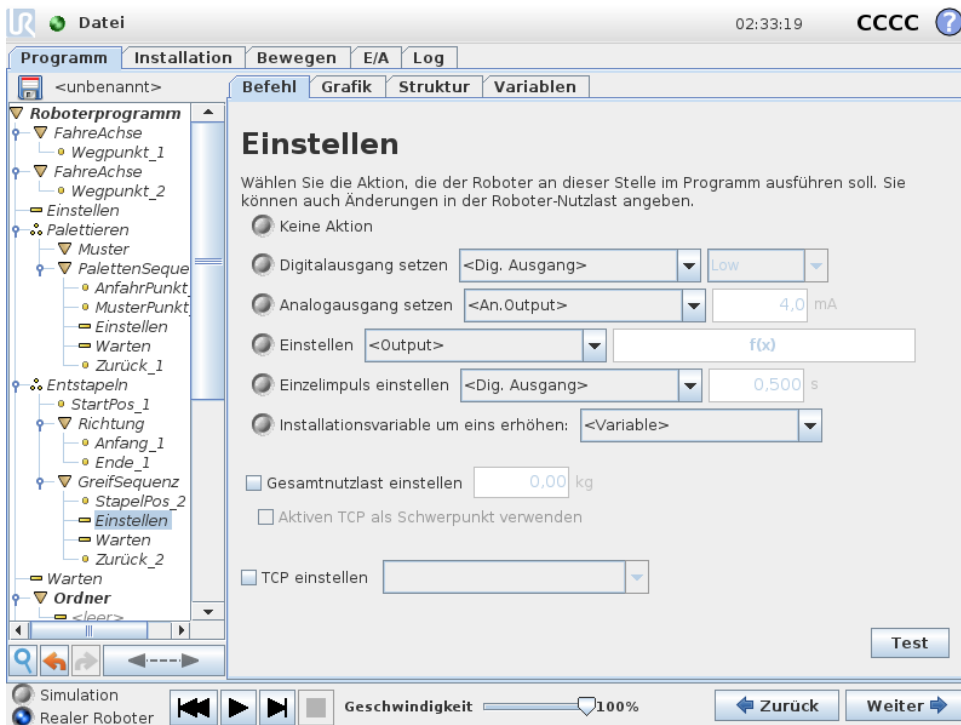 UR Datei 02:33:19 CCCC ?
Programm Installation Bewegen E/A Log
<unbenannt>
Befehl Grafik Struktur Variablen
Roboterprogramm
FahreAchse
Wegpunkt_1
FahreAchse
Wegpunkt_2
Einstellen
Palettieren
Muster
PalettenSeque
AnfahrPunkt_
MusterPunkt_
Einstellen
Warten
Zurück_1
Entstapeln
StartPos_1
Richtung
Anfang_1
Ende_1
GreifSequenz
StapelPos_2
Einstellen
Warten
Zurück_2
Warten
Ordner
<leer>
Einstellen
Wählen Sie die Aktion, die der Roboter an dieser Stelle im Programm ausführen soll. Sie
können auch Änderungen in der Roboter-Nutzlast angeben.
Keine Aktion
Digitalausgang setzen <Dig. Ausgang> Low
Analogausgang setzen <An.Output> 4,0 mA
Einstellen <Output> f(x)
Einzelimpuls einstellen <Dig. Ausgang> 0,500 s
Installationsvariable um eins erhöhen: <Variable>
Gesamtnutzlast einstellen 0,00 kg
Aktiven TCP als Schwerpunkt verwenden
TCP einstellen
Test
Simulation
Realer Roboter
Geschwindigkeit 100%
Zurück Weiter